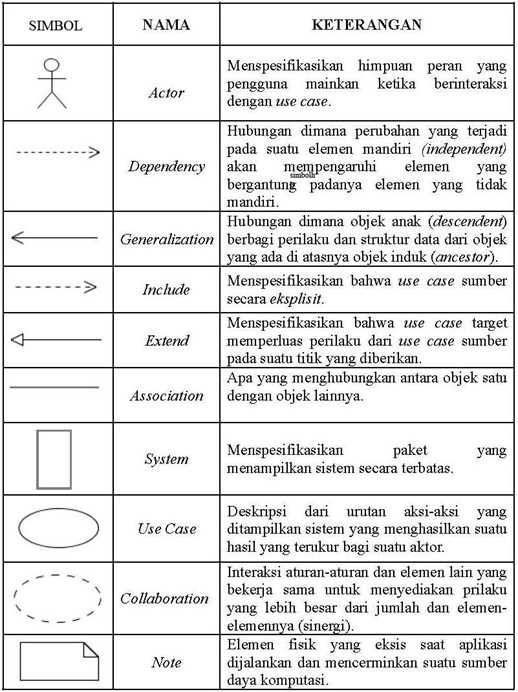 SIMBOL NAMA KETERANGAN
Actor
Menspesifikasikan himpuan peran yang
pengguna mainkan ketika berinteraksi
dengan use case.
Dependency
Hubungan dimana perubahan yang terjadi
pada suatu elemen mandiri (independent)
akan mempengaruhi elemen yang
bergantung padanya elemen yang tidak
mandiri.
Generalization
Hubungan dimana objek anak (descendent)
berbagi perilaku dan struktur data dari objek
yang ada di atasnya objek induk (ancestor).
Include
Menspesifikasikan bahwa use case sumber
secara eksplisit.
Extend
Menspesifikasikan bahwa use case target
memperluas perilaku dari use case sumber
pada suatu titik yang diberikan.
Association
Apa yang menghubungkan antara objek satu
dengan objek lainnya.
System
Menspesifikasikan paket yang
menampilkan sistem secara terbatas.
Use Case
Deskripsi dari urutan aksi-aksi yang
ditampilkan sistem yang menghasilkan suatu
hasil yang terukur bagi suatu aktor.
Collaboration
Interaksi aturan-aturan dan elemen lain yang
bekerja sama untuk menyediakan prilaku
yang lebih besar dari jumlah dan elemen-
elemennya (sinergi).
Note
Elemen fisik yang eksis saat aplikasi
dijalankan dan mencerminkan suatu sumber
daya komputasi.